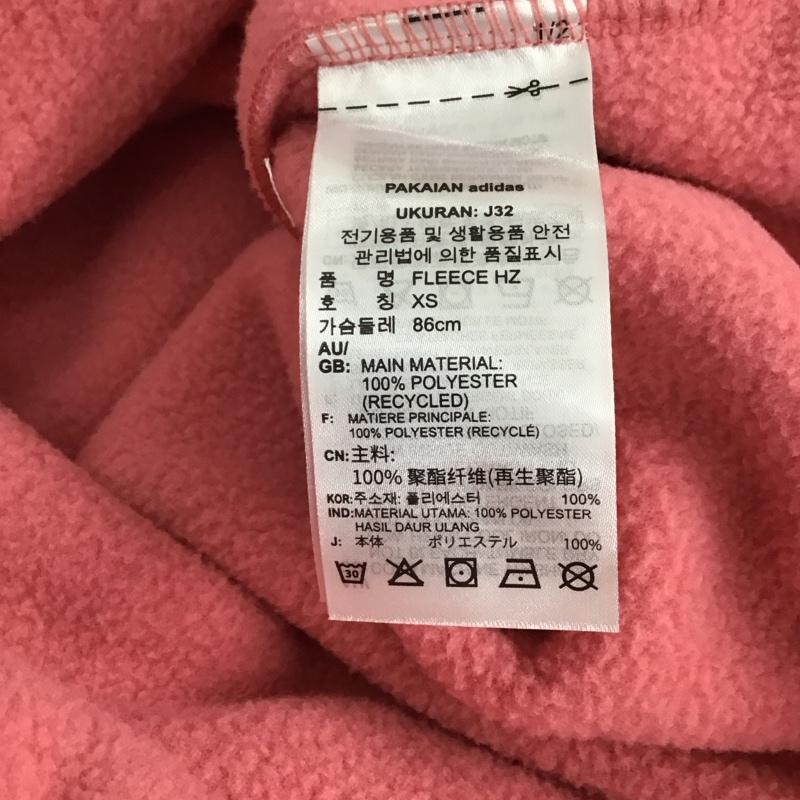 1/2
PAKAIAN adidas
UKURAN: J32
전기용품 및 생활용품 안전
관리법에 의한 품질표시
품 명 FLEECE HZ
호 칭 XS
가슴둘레 86cm
AU/
GB: MAIN MATERIAL:
100% POLYESTER
(RECYCLED)
F: MATIÈRE PRINCIPALE:
100% POLYESTER (RECYCLÉ)
CN:主料:
100% 聚酯纤维(再生聚酯)
KOR:주소재: 폴리에스터 100%
IND:MATERIAL UTAMA: 100% POLYESTER
HASIL DAUR ULANG
J: 本体 ポリエステル 100%
30